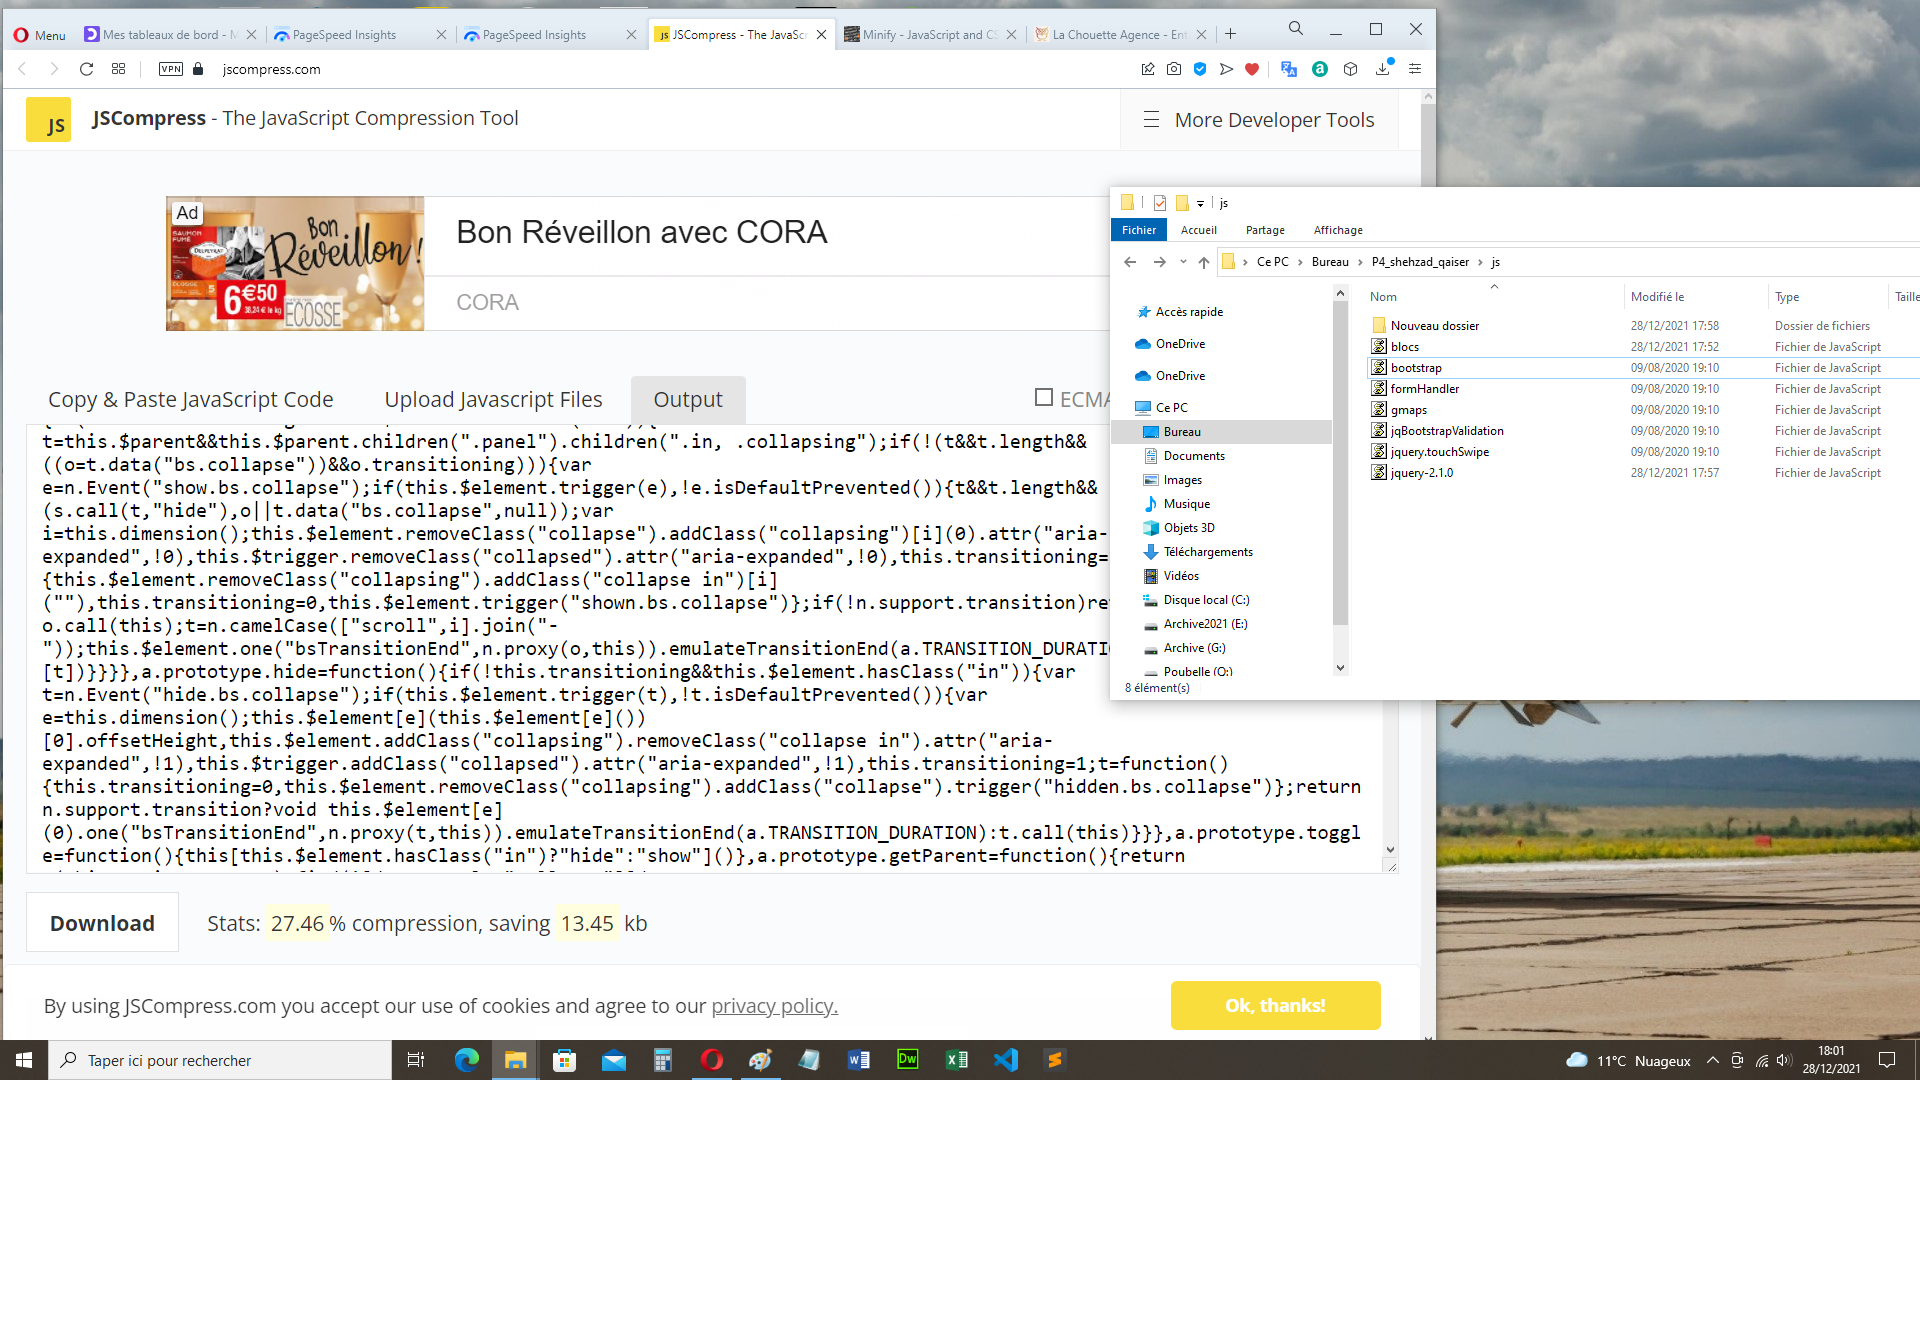 Menu
Mes tableaux de bord - M
PageSpeed Insights
PageSpeed Insights
JSCompress - The JavaScr
Minify - JavaScript and CS
La Chouette Agence - Ent
VPN
jscompress.com
JS
JSCompress - The JavaScript Compression Tool
More Developer Tools
Ad
SAUMON FUMÉ
DELPEYRAT
ÉCOSSE
Bon Réveillon !
6€50
ECOSSE
Bon Réveillon avec CORA
CORA
Copy & Paste JavaScript Code
Upload Javascript Files
Output
ECMA
t=this.$parent&&this.$parent.children(".panel").children(".in, .collapsing");if(!(t&&t.length&&
((o=t.data("bs.collapse"))&&o.transitioning))){var
e=n.Event("show.bs.collapse");if(this.$element.trigger(e),!e.isDefaultPrevented()){t&&t.length&&
(s.call(t,"hide"),o||t.data("bs.collapse",null));var
i=this.dimension();this.$element.removeClass("collapse").addClass("collapsing")[i](0).attr("aria-
expanded",!0),this.$trigger.removeClass("collapsed").attr("aria-expanded",!0),this.transitioning=
{this.$element.removeClass("collapsing").addClass("collapse in")[i]
(""),this.transitioning=0,this.$element.trigger("shown.bs.collapse")};if(!n.support.transition)re
o.call(this);t=n.camelCase(["scroll",i].join("-
"));this.$element.one("bsTransitionEnd",n.proxy(o,this)).emulateTransitionEnd(a.TRANSITION_DURATIO
[t])}}}},a.prototype.hide=function(){if(!this.transitioning&&this.$element.hasClass("in")){var
t=n.Event("hide.bs.collapse");if(this.$element.trigger(t),!t.isDefaultPrevented()){var
e=this.dimension();this.$element[e](this.$element[e]())
[0].offsetHeight,this.$element.addClass("collapsing").removeClass("collapse in").attr("aria-
expanded",!1),this.$trigger.addClass("collapsed").attr("aria-expanded",!1),this.transitioning=1;t=function()
{this.transitioning=0,this.$element.removeClass("collapsing").addClass("collapse").trigger("hidden.bs.collapse")};return
n.support.transition?void this.$element[e]
(0).one("bsTransitionEnd",n.proxy(t,this)).emulateTransitionEnd(a.TRANSITION_DURATION):t.call(this)}}},a.prototype.toggl
e=function(){this[this.$element.hasClass("in")?"hide":"show"]()},a.prototype.getParent=function(){return
Download
Stats: 27.46 % compression, saving 13.45 kb
By using JSCompress.com you accept our use of cookies and agree to our privacy policy.
Ok, thanks!
js
Fichier
Accueil
Partage
Affichage
Ce PC > Bureau > P4_shehzad_qaiser > js
Accès rapide
OneDrive
OneDrive
Ce PC
Bureau
Documents
Images
Musique
Objets 3D
Téléchargements
Vidéos
Disque local (C:)
Archive2021 (E:)
Archive (G:)
Poubelle (O:)
8 élément(s)
Nom Modifié le Type Taille
Nouveau dossier 28/12/2021 17:58 Dossier de fichiers
blocs 28/12/2021 17:52 Fichier de JavaScript
bootstrap 09/08/2020 19:10 Fichier de JavaScript
formHandler 09/08/2020 19:10 Fichier de JavaScript
gmaps 09/08/2020 19:10 Fichier de JavaScript
jqBootstrapValidation 09/08/2020 19:10 Fichier de JavaScript
jquery.touchSwipe 09/08/2020 19:10 Fichier de JavaScript
jquery-2.1.0 28/12/2021 17:57 Fichier de JavaScript
Taper ici pour rechercher
Dw
11°C Nuageux
18:01
28/12/2021